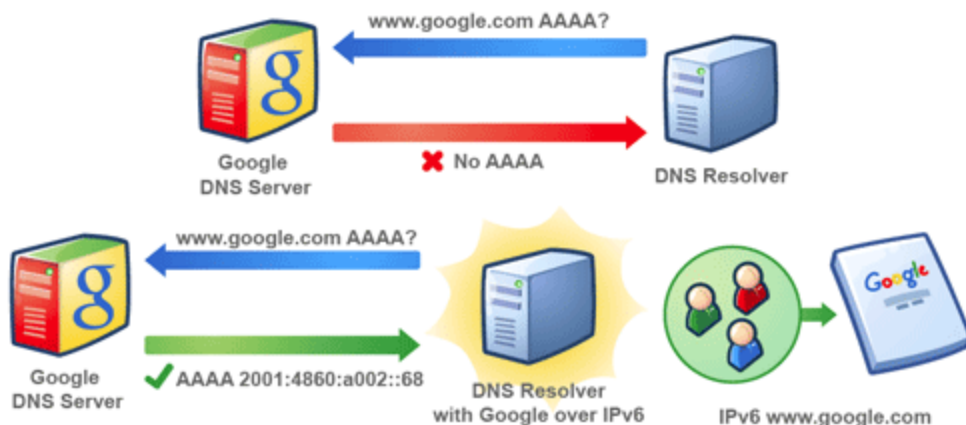 www.google.com AAAA?
g
Google
DNS Server
No AAAA
DNS Resolver
www.google.com AAAA?
g
Google
DNS Server
AAAA 2001:4860:a002::68
DNS Resolver
with Google over IPv6
Google
IPv6 www.google.com